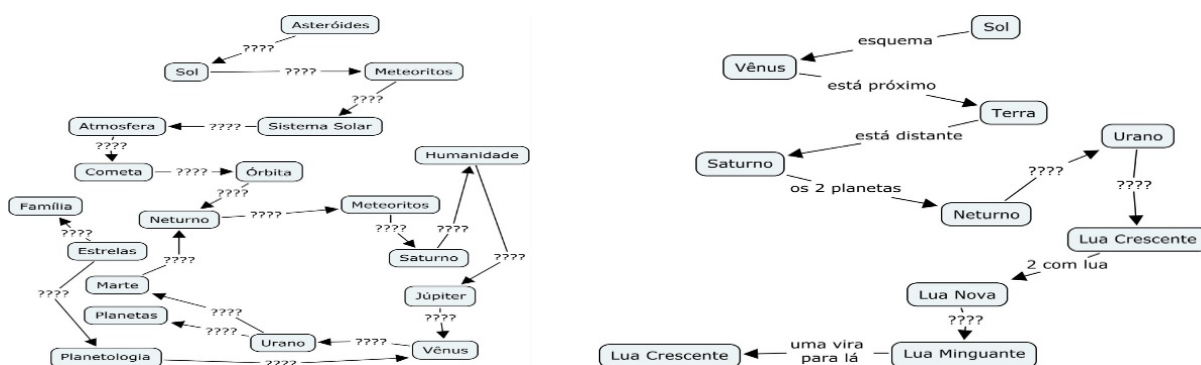 Asteróides
????
Sol
????
Meteoritos
????
Sistema Solar
????
Atmosfera
????
Cometa
????
Órbita
????
Neturno
????
Meteoritos
????
Saturno
????
Humanidade
????
Júpiter
????
Vênus
????
Urano
????
Planetas
????
Marte
????
Família
????
Estrelas
????
Planetologia
????
Sol
esquema
Vênus
está próximo
Terra
está distante
Saturno
os 2 planetas
Neturno
????
Urano
????
Lua Crescente
2 com lua
Lua Nova
????
Lua Minguante
uma vira
para lá
Lua Crescente